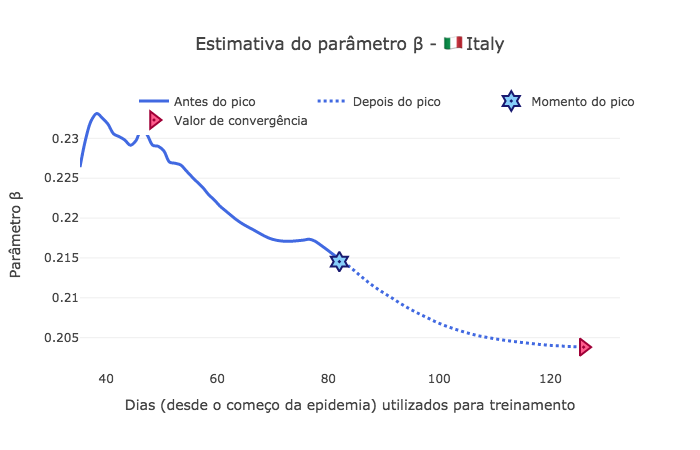 Estimativa do parâmetro β - 🇮🇹 Italy
Antes do pico
Depois do pico
Momento do pico
Valor de convergência
0.23
0.225
0.22
0.215
0.21
0.205
Parâmetro β
40
60
80
100
120
Dias (desde o começo da epidemia) utilizados para treinamento